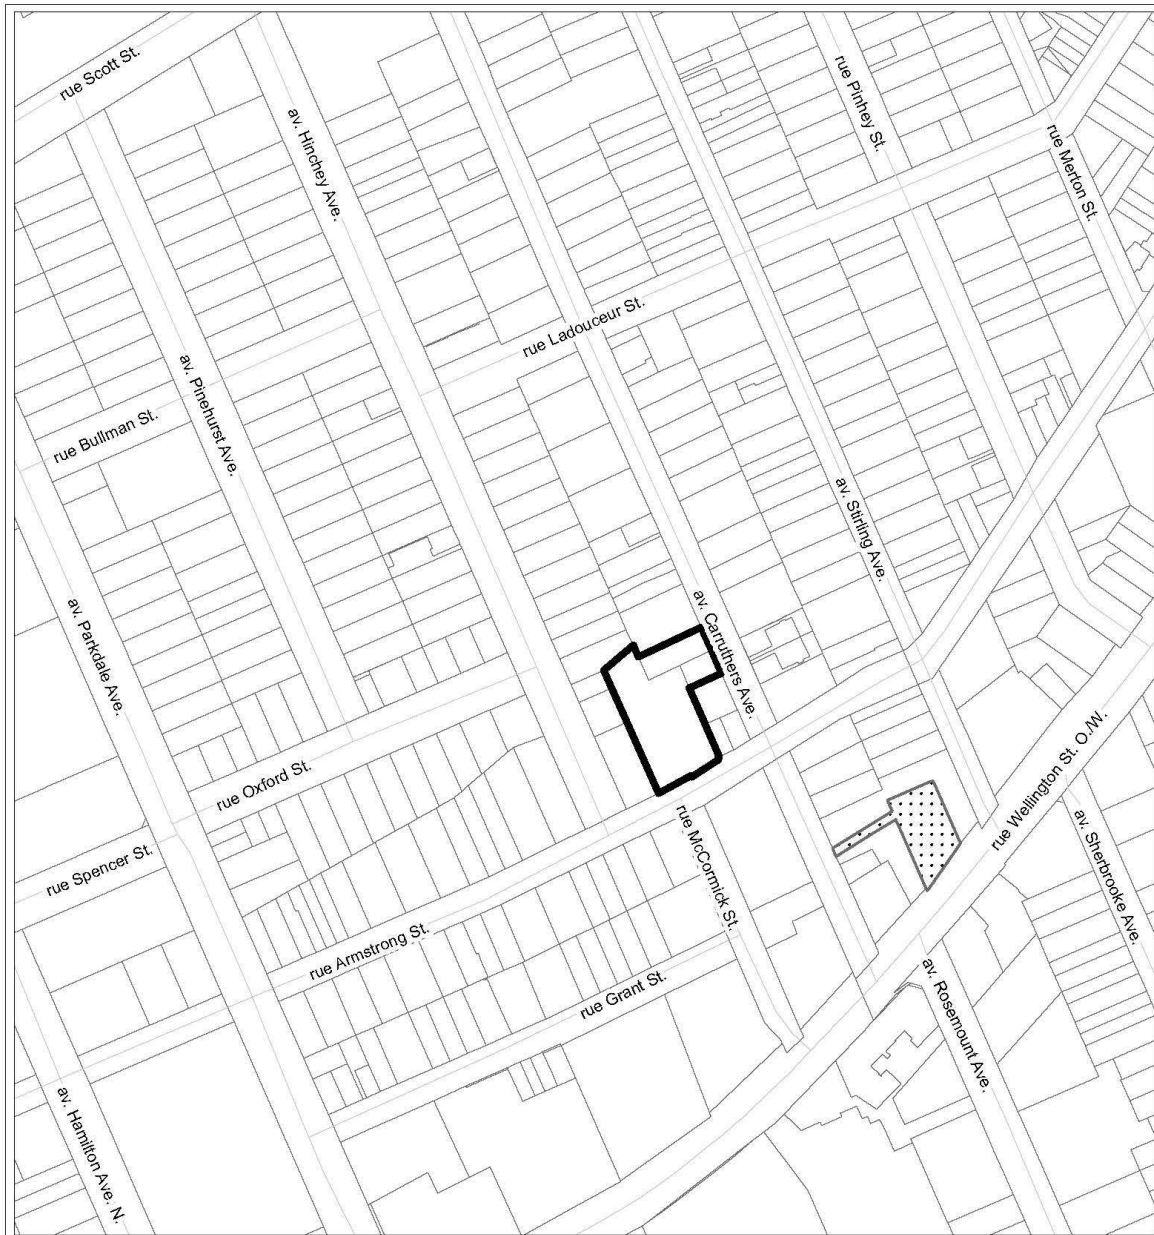 rue Scott St.
av. Hinchey Ave.
rue Pinhey St.
rue Merton St.
rue Ladouceur St.
av. Pinehurst Ave.
rue Bullman St.
av. Stirling Ave.
av. Parkdale Ave.
av. Carruthers Ave.
rue Oxford St.
rue Wellington St. O./W.
rue Spencer St.
rue McCormick St.
av. Sherbrooke Ave.
rue Armstrong St.
rue Grant St.
av. Rosemount Ave.
av. Hamilton Ave. N.